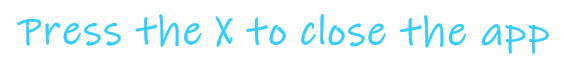 Press the X to close the app